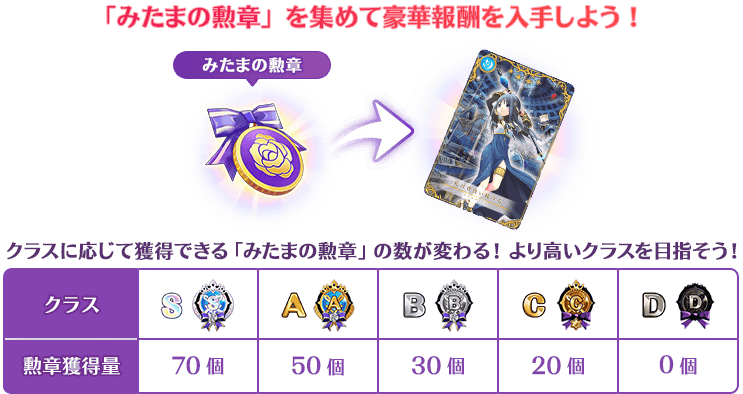 「みたまの勲章」を集めて豪華報酬を入手しよう！
みたまの勲章
クラスに応じて獲得できる「みたまの勲章」の数が変わる！より高いクラスを目指そう！
クラス S S A A B B C C D D
勲章獲得量 70個 50個 30個 20個 0個